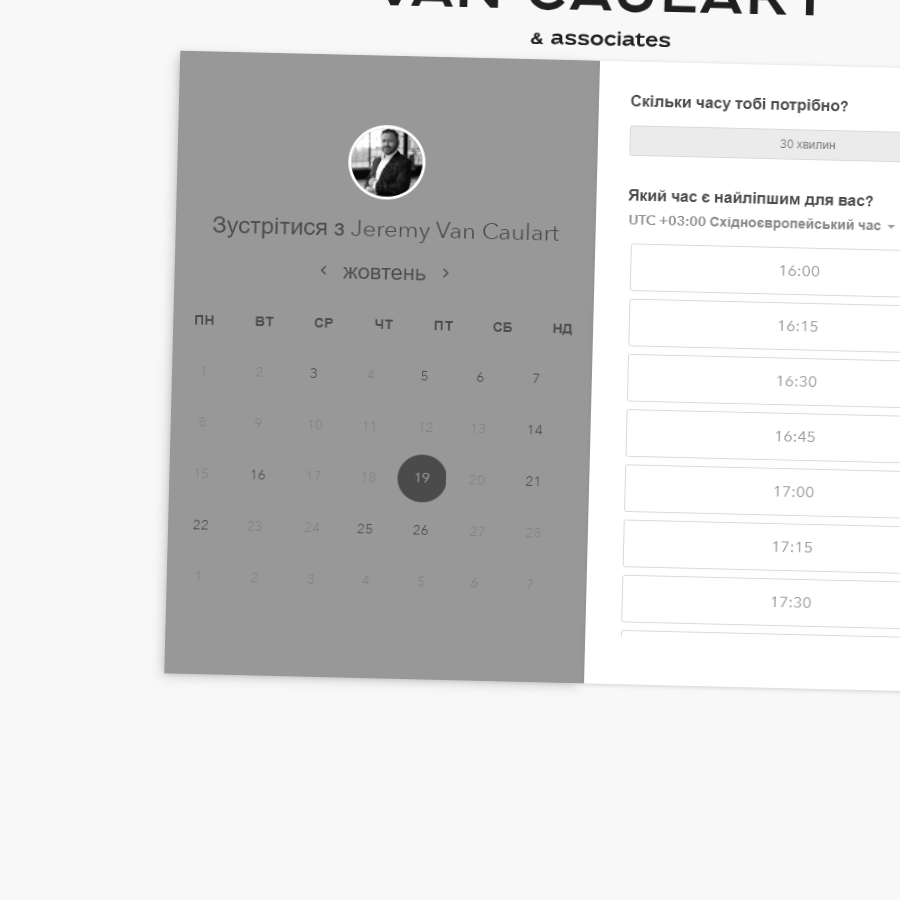 VAN CAULART
& associates
Зустрітися з Jeremy Van Caulart
‹ жовтень ›
ПН ВТ СР ЧТ ПТ СБ НД
1 2 3 4 5 6 7
8 9 10 11 12 13 14
15 16 17 18 19 20 21
22 23 24 25 26 27 28
1 2 3 4 5 6 7
Скільки часу тобі потрібно?
30 хвилин
Який час є найліпшим для вас?
UTC +03:00 Східноєвропейський час
16:00
16:15
16:30
16:45
17:00
17:15
17:30